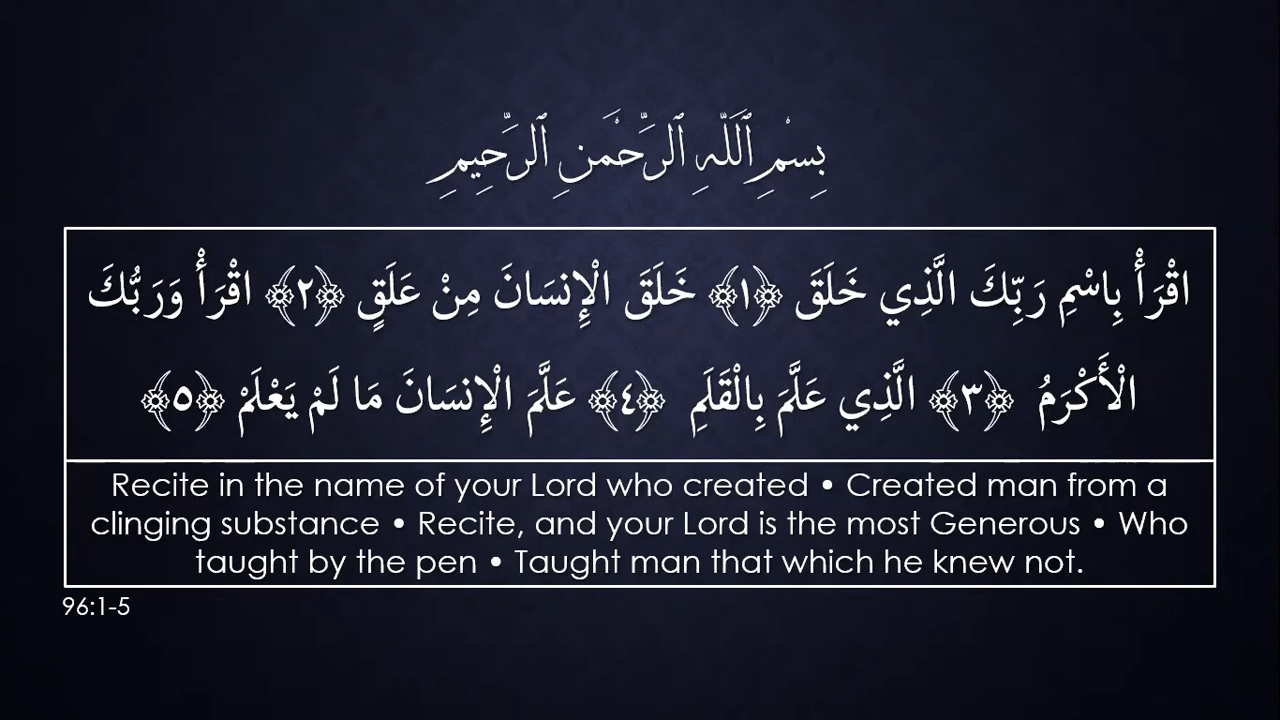 بِسْمِ ٱللَّهِ ٱلرَّحْمَٰنِ ٱلرَّحِيمِ
اقْرَأْ بِاسْمِ رَبِّكَ الَّذِي خَلَقَ ﴿١﴾ خَلَقَ الْإِنسَانَ مِنْ عَلَقٍ ﴿٢﴾ اقْرَأْ وَرَبُّكَ
الْأَكْرَمُ ﴿٣﴾ الَّذِي عَلَّمَ بِالْقَلَمِ ﴿٤﴾ عَلَّمَ الْإِنسَانَ مَا لَمْ يَعْلَمْ ﴿٥﴾
Recite in the name of your Lord who created • Created man from a
clinging substance • Recite, and your Lord is the most Generous • Who
taught by the pen • Taught man that which he knew not.
96:1-5